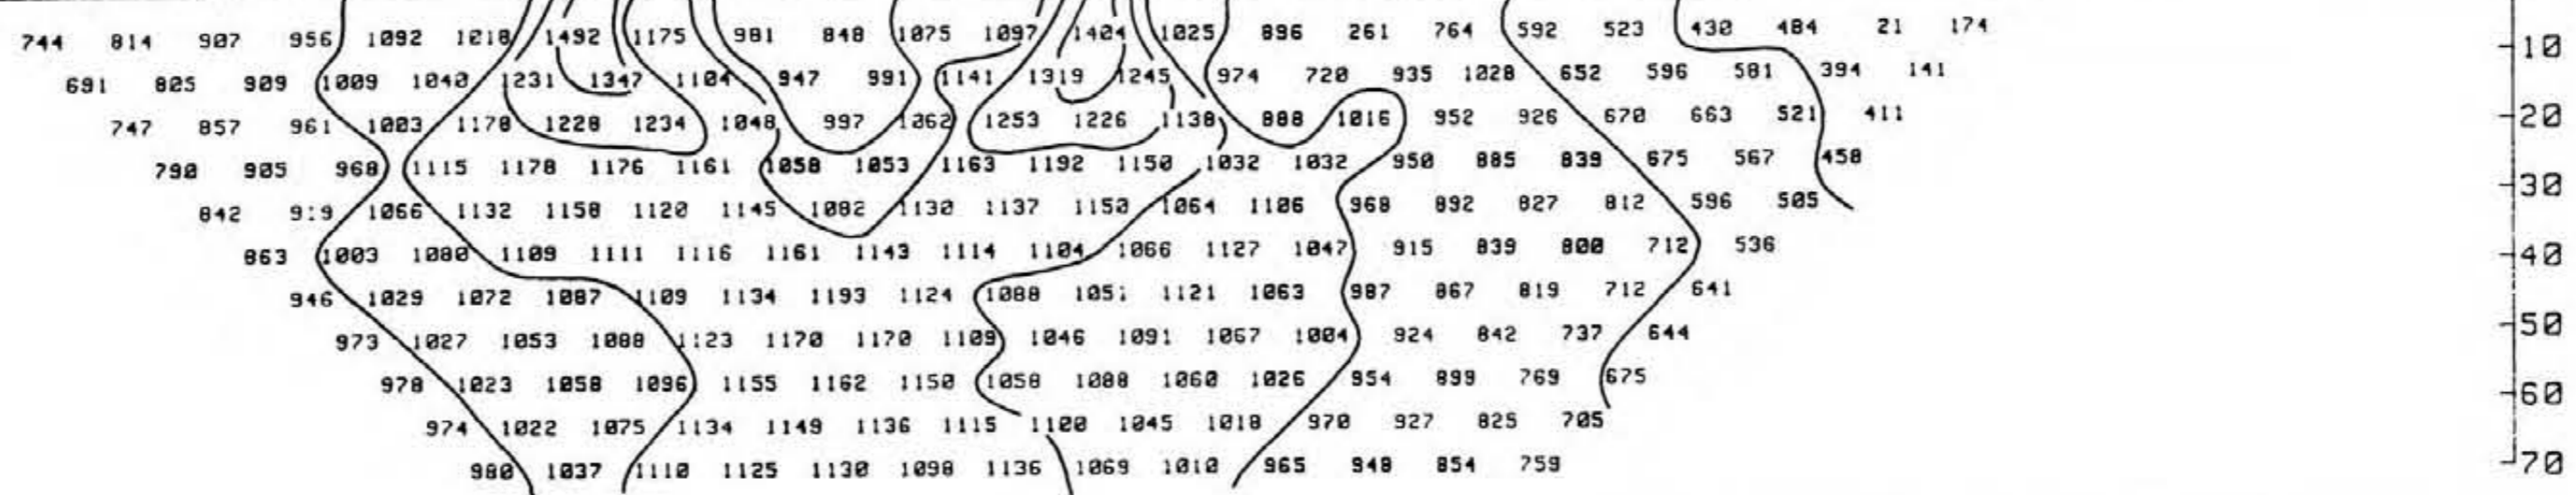 744 814 907 956 1092 1018 1492 1175 981 848 1075 1097 1404 1025 896 261 764 592 523 430 484 21 174
10
691 805 909 1009 1040 1231 1347 1104 947 991 1141 1319 1245 974 720 935 1028 652 596 581 394 141
747 857 961 1003 1170 1228 1234 1048 997 1062 1253 1226 1138 888 1016 952 926 670 663 521 411
20
790 905 968 1115 1178 1176 1161 1058 1053 1163 1192 1150 1032 1032 950 885 839 675 567 458
30
842 919 1066 1132 1158 1120 1145 1082 1130 1137 1150 1064 1106 968 892 827 812 596 505
863 1003 1080 1109 1111 1116 1161 1143 1114 1104 1066 1127 1047 915 839 800 712 536
40
946 1029 1072 1087 1109 1134 1193 1124 1088 1051 1121 1063 987 867 819 712 641
973 1027 1053 1088 1123 1170 1170 1109 1046 1091 1067 1004 924 842 737 644
50
978 1023 1058 1096 1155 1162 1150 1058 1088 1060 1026 954 899 769 675
60
974 1022 1075 1134 1149 1136 1115 1100 1045 1018 970 927 825 705
980 1037 1110 1125 1130 1098 1136 1069 1010 965 948 854 759
70